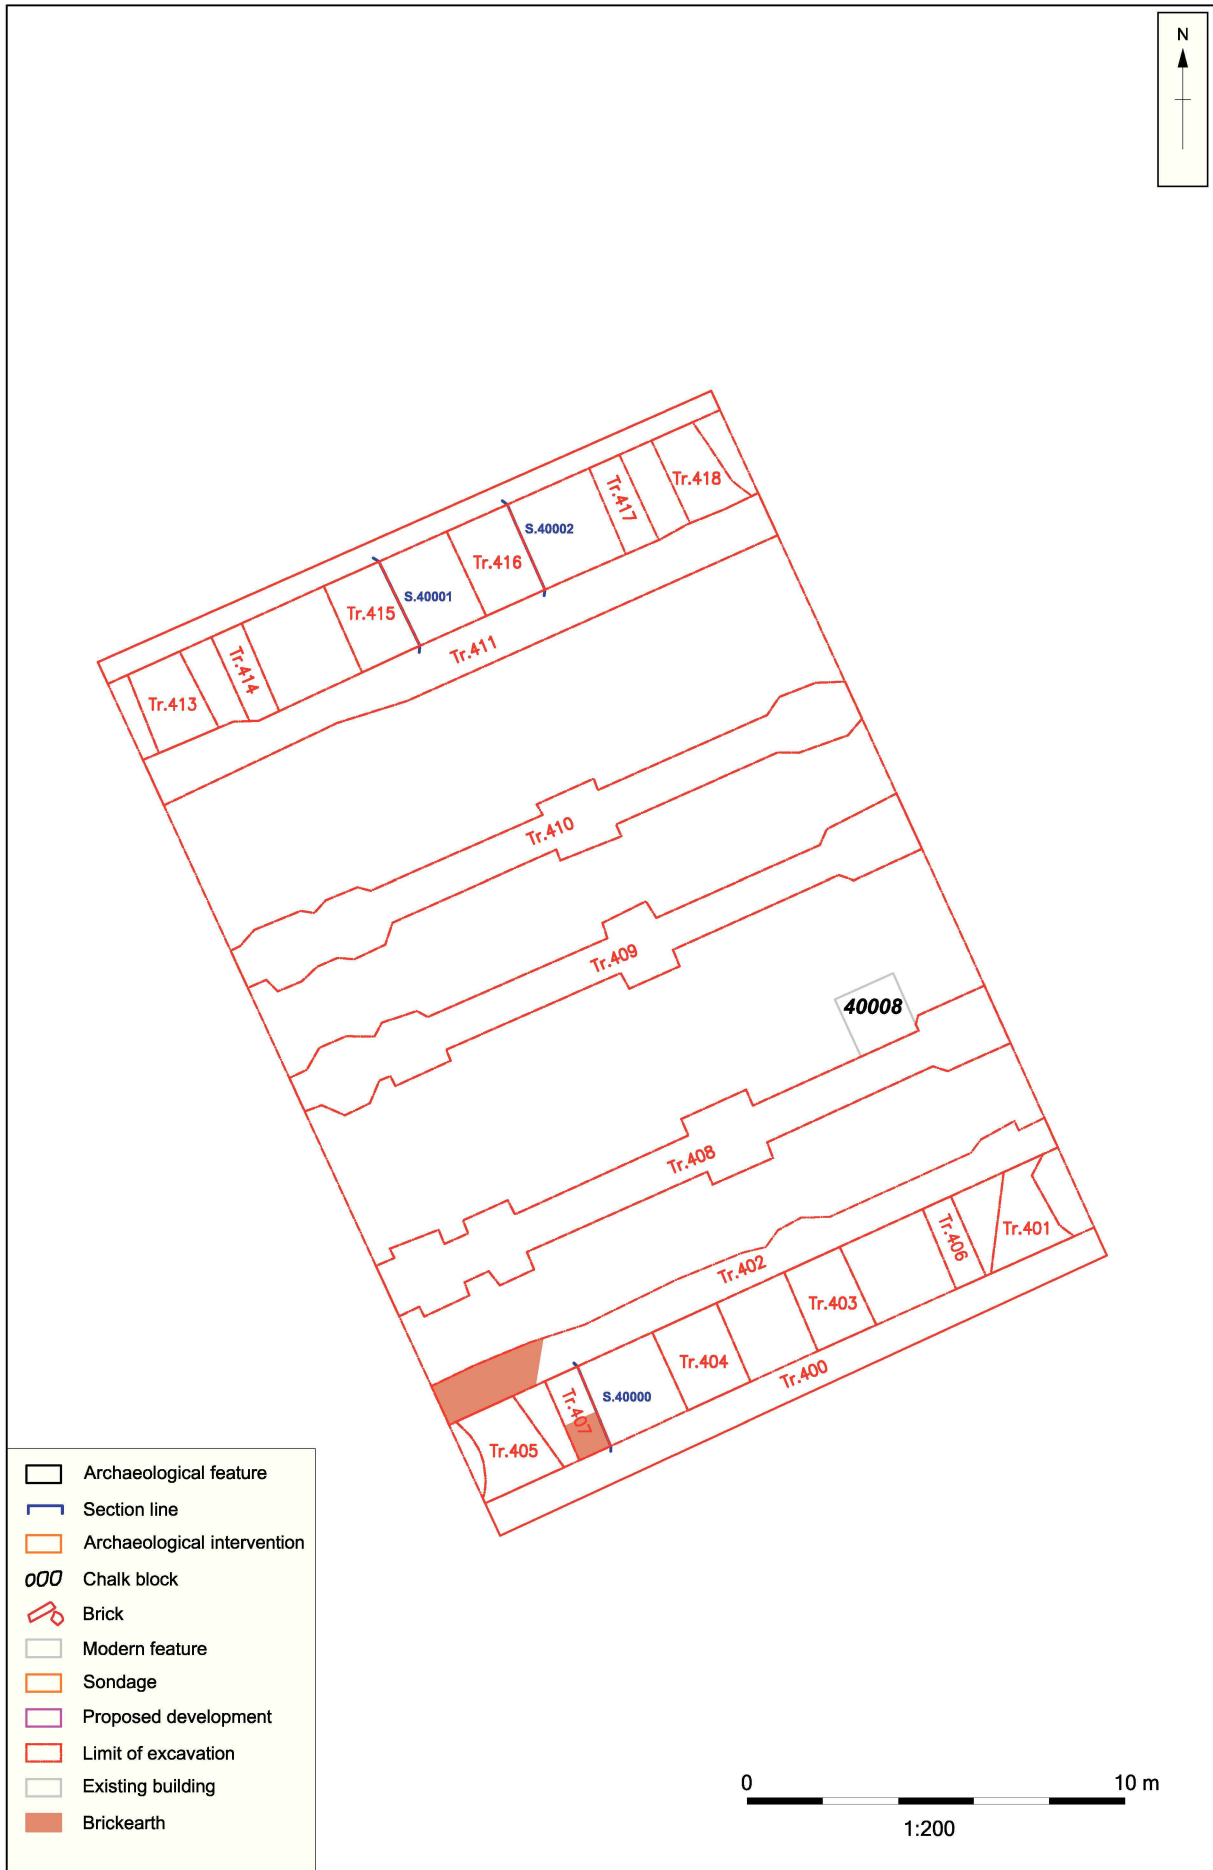 N
Tr.418
Tr.417
S.40002
Tr.416
S.40001
Tr.415
Tr.411
Tr.414
Tr.413
Tr.410
Tr.409
40008
Tr.408
Tr.401
Tr.406
Tr.402
Tr.403
Tr.404
Tr.400
S.40000
Tr.407
Tr.405
Archaeological feature
Section line
Archaeological intervention
Chalk block
Brick
Modern feature
Sondage
Proposed development
Limit of excavation
Existing building
Brickearth
0 10 m
1:200